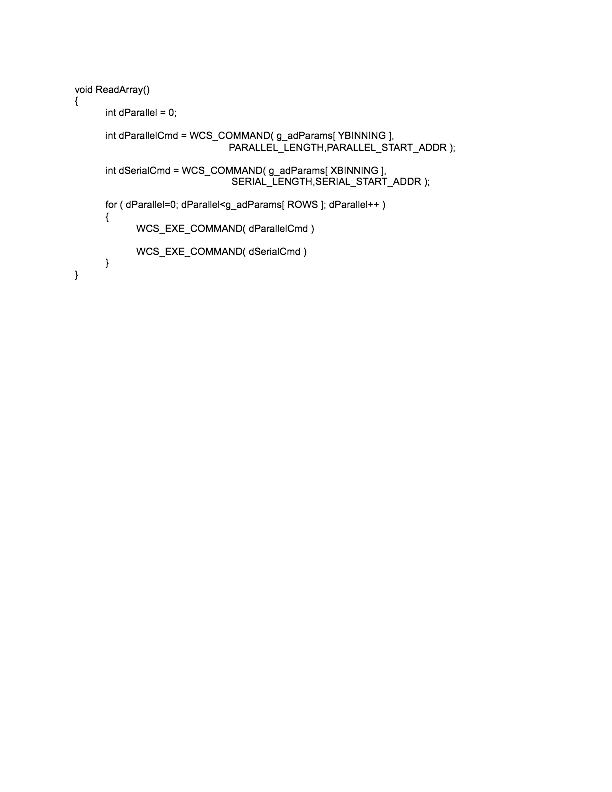 void ReadArray()
{
int dParallel = 0;
int dParallelCmd = WCS_COMMAND( g_adParams[ YBINNING ],
PARALLEL_LENGTH,PARALLEL_START_ADDR );
int dSerialCmd = WCS_COMMAND( g_adParams[ XBINNING ],
SERIAL_LENGTH,SERIAL_START_ADDR );
for ( dParallel=0; dParallel<g_adParams[ ROWS ]; dParallel++ )
{
WCS_EXE_COMMAND( dParallelCmd )
WCS_EXE_COMMAND( dSerialCmd )
}
}